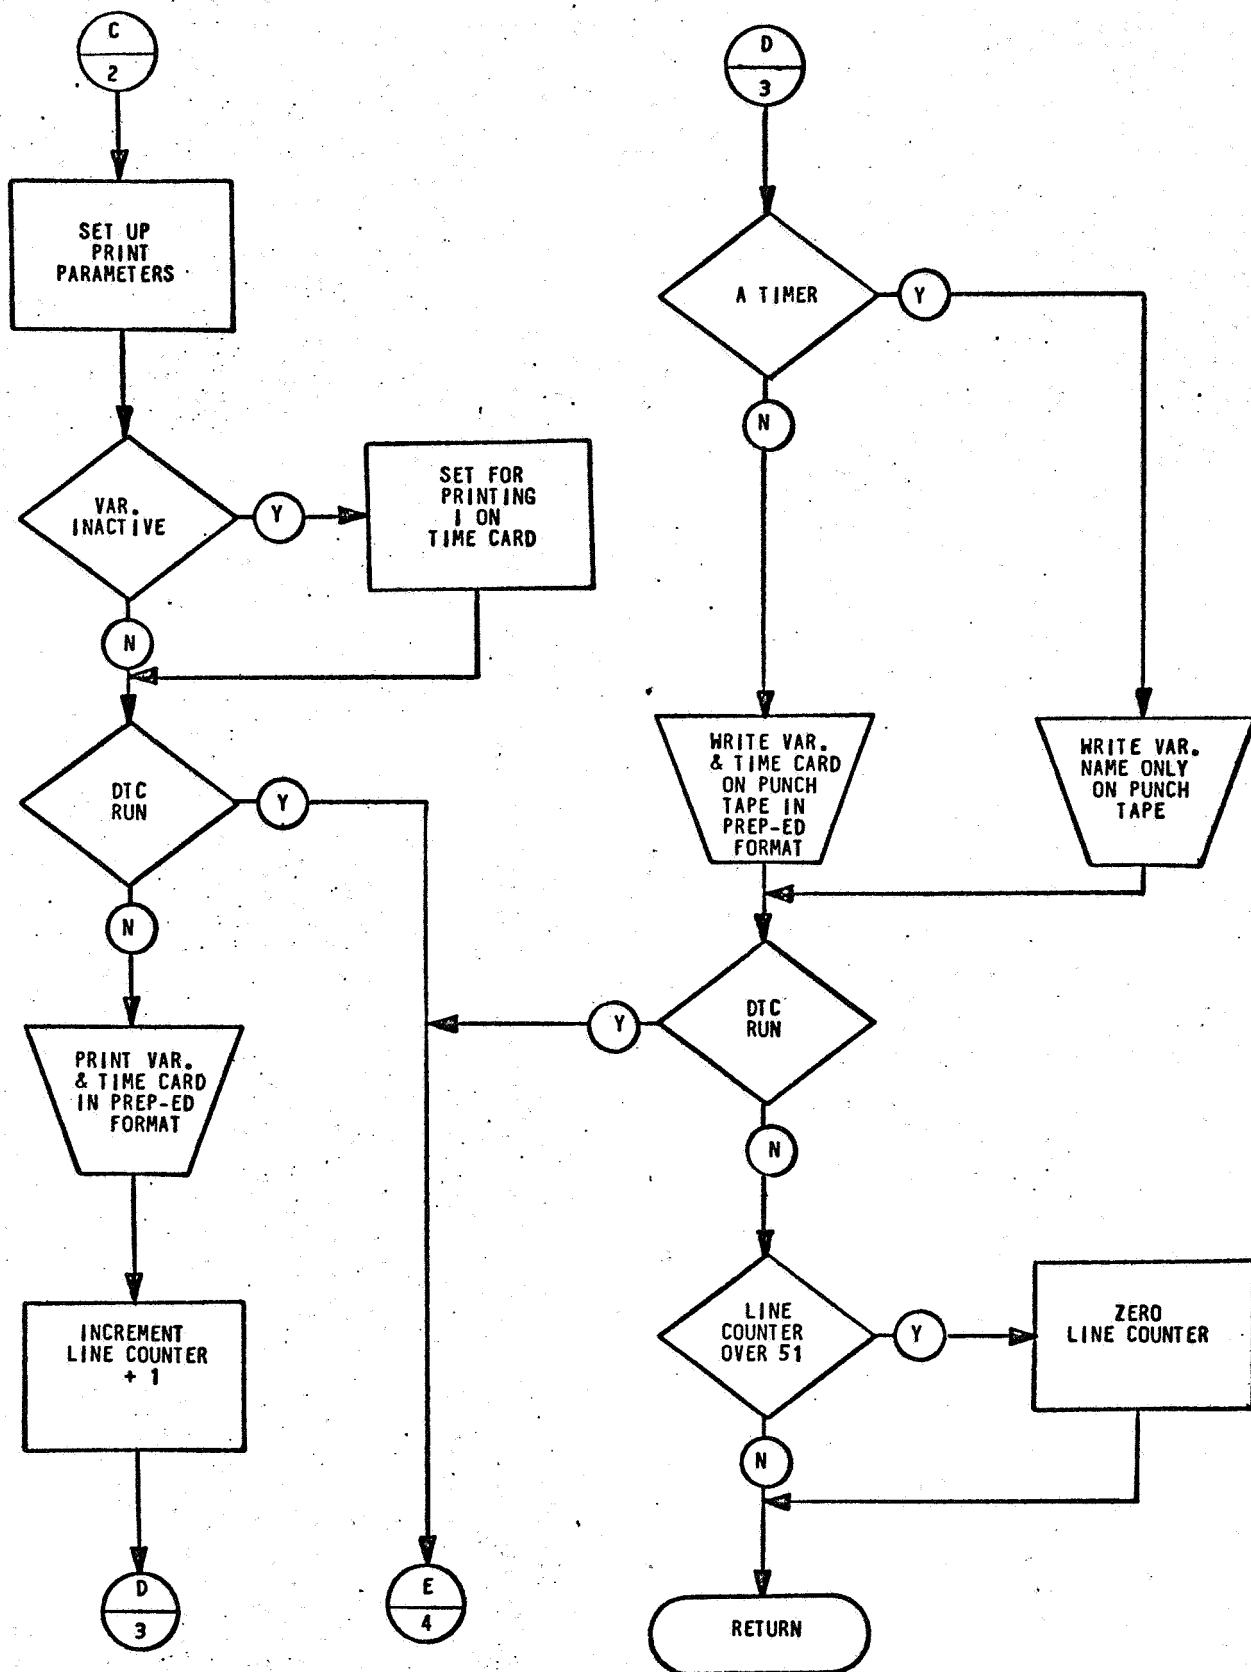 C
2
SET UP
PRINT
PARAMETERS
VAR.
INACTIVE
Y
SET FOR
PRINTING
I ON
TIME CARD
N
DTC
RUN
Y
N
PRINT VAR.
& TIME CARD
IN PREP-ED
FORMAT
INCREMENT
LINE COUNTER
+ 1
D
3
E
4
D
3
A TIMER
Y
N
WRITE VAR.
& TIME CARD
ON PUNCH
TAPE IN
PREP-ED
FORMAT
WRITE VAR.
NAME ONLY
ON PUNCH
TAPE
DTC
RUN
Y
N
LINE
COUNTER
OVER 51
Y
ZERO
LINE COUNTER
N
RETURN